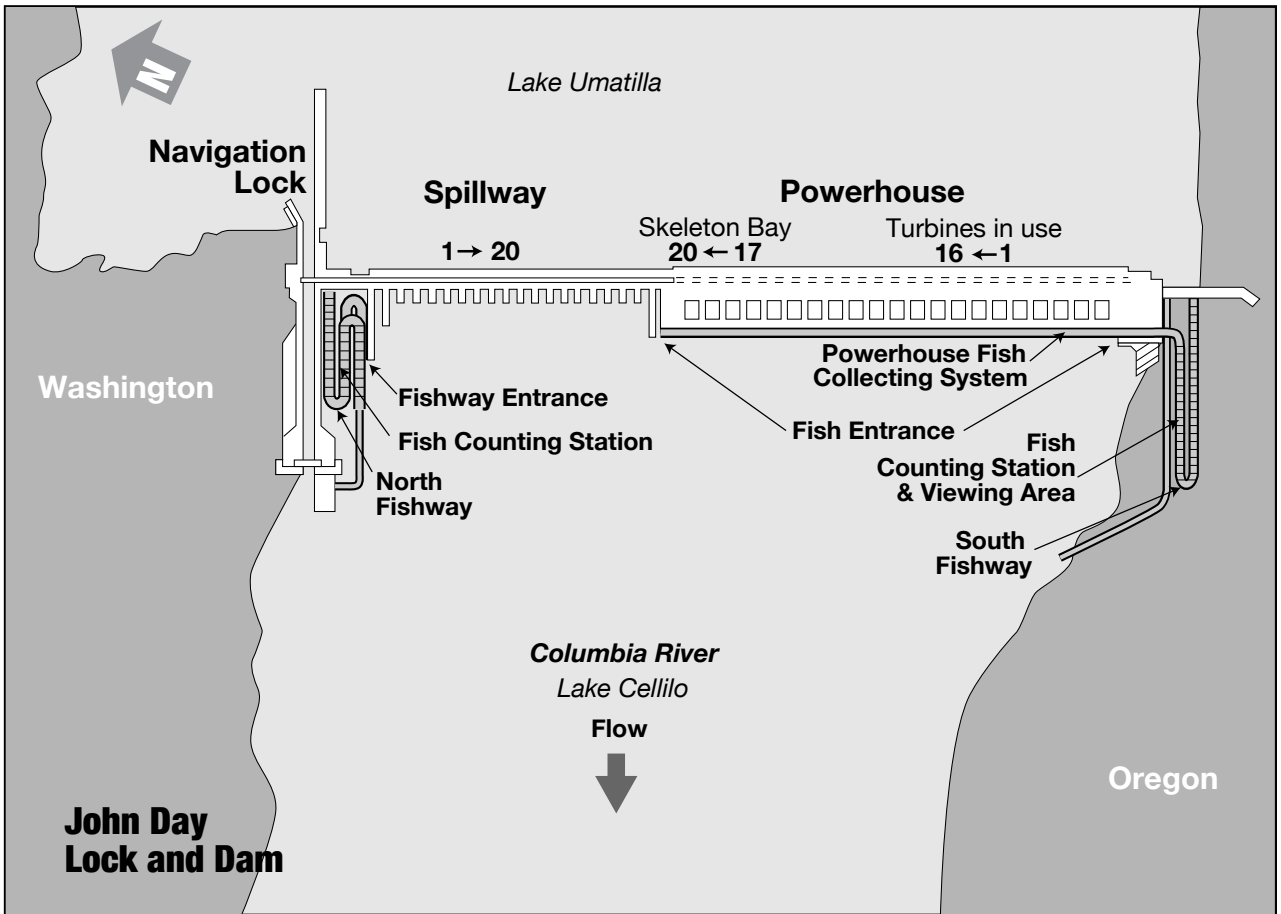 N
Lake Umatilla
Navigation
Lock
Spillway
1→ 20
Powerhouse
Skeleton Bay
20 ← 17
Turbines in use
16 ←1
Washington
Fishway Entrance
Fish Counting Station
North
Fishway
Powerhouse Fish
Collecting System
Fish Entrance
Fish
Counting Station
& Viewing Area
South
Fishway
Columbia River
Lake Cellilo
Flow
Oregon
John Day
Lock and Dam